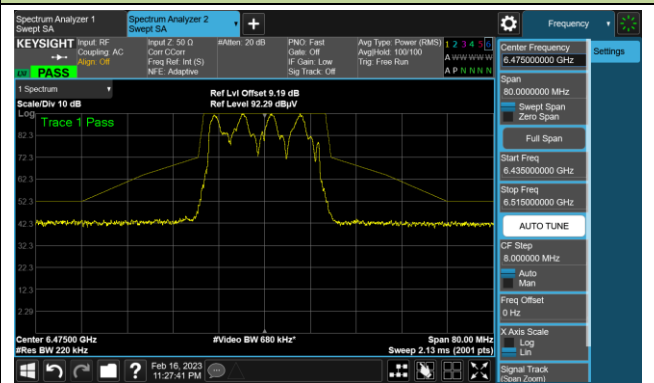 Spectrum Analyzer 1
Swept SA
Spectrum Analyzer 2
Swept SA
Frequency
KEYSIGHT
Input: RF
Coupling: AC
Align: Off
Input Z: 50 Ω
Corr CCorr
Freq Ref: Int (S)
NFE: Adaptive
#Atten: 20 dB
PNO: Fast
Gate: Off
IF Gain: Low
Sig Track: Off
Avg Type: Power (RMS)
Avg|Hold: 100/100
Trig: Free Run
1 2 3 4 5 6
A W W W W W
A P N N N N
PASS
1 Spectrum
Scale/Div 10 dB
Log
Ref Lvl Offset 9.19 dB
Ref Level 92.29 dBµV
Trace 1 Pass
82.3
72.3
62.3
52.3
42.3
32.3
22.3
12.3
2.29
Center 6.47500 GHz
#Res BW 220 kHz
#Video BW 680 kHz*
Span 80.00 MHz
Sweep 2.13 ms (2001 pts)
Center Frequency
6.475000000 GHz
Settings
Span
80.0000000 MHz
Swept Span
Zero Span
Full Span
Start Freq
6.435000000 GHz
Stop Freq
6.515000000 GHz
AUTO TUNE
CF Step
8.000000 MHz
Auto
Man
Freq Offset
0 Hz
X Axis Scale
Log
Lin
Signal Track
(Span Zoom)
Feb 16, 2023
11:27:41 PM